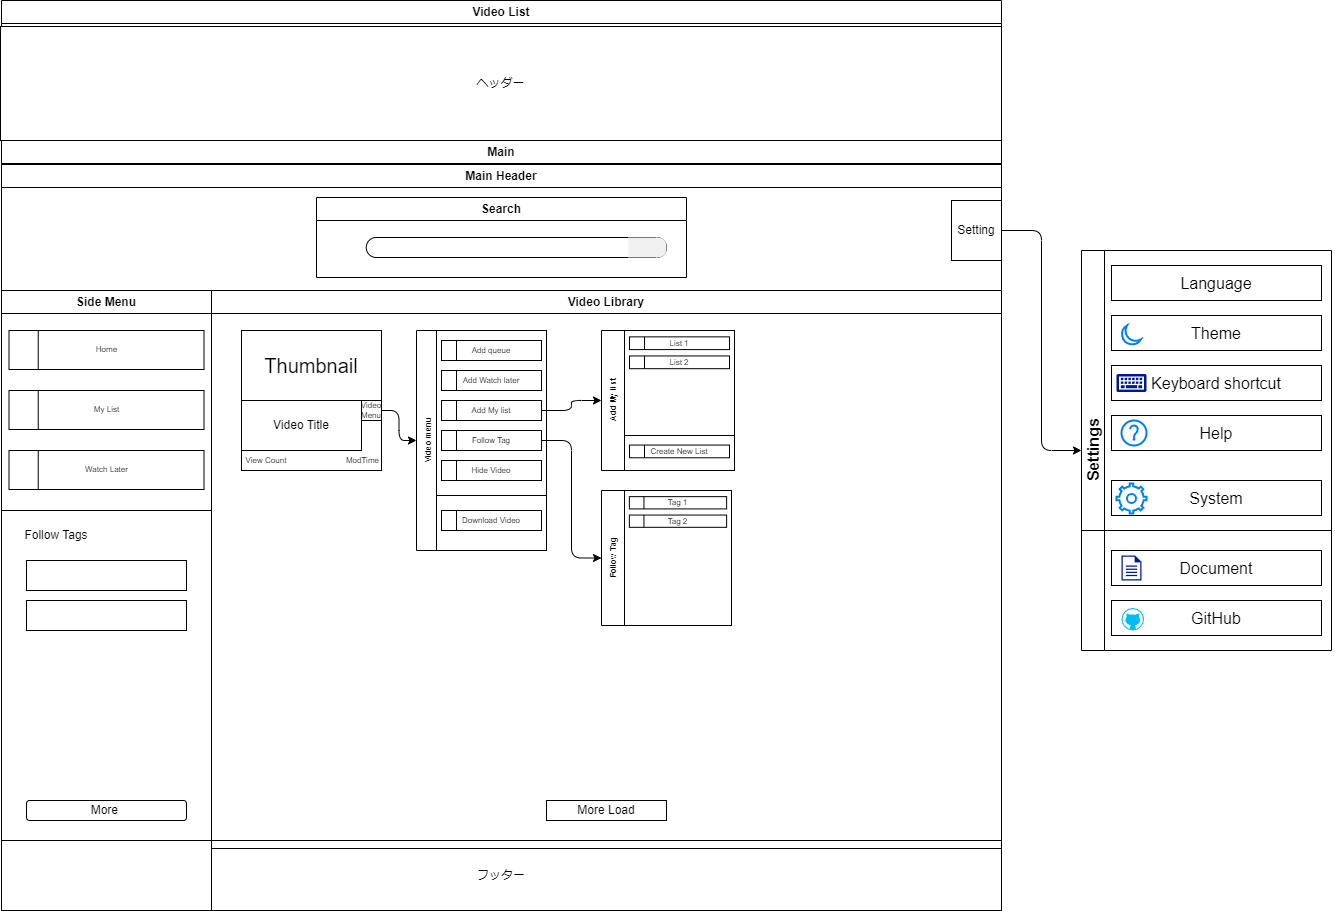 Video List
ヘッダー
Main
Main Header
Search
Setting
Side Menu
Home
My List
Watch Later
Follow Tags
More
Video Library
Thumbnail
Video Title
Video
Menu
View Count
ModTime
Video menu
Add queue
Add Watch later
Add My list
Follow Tag
Hide Video
Download Video
Add My list
List 1
List 2
Create New List
Follow Tag
Tag 1
Tag 2
More Load
フッター
Settings
Language
Theme
Keyboard shortcut
Help
System
Document
GitHub